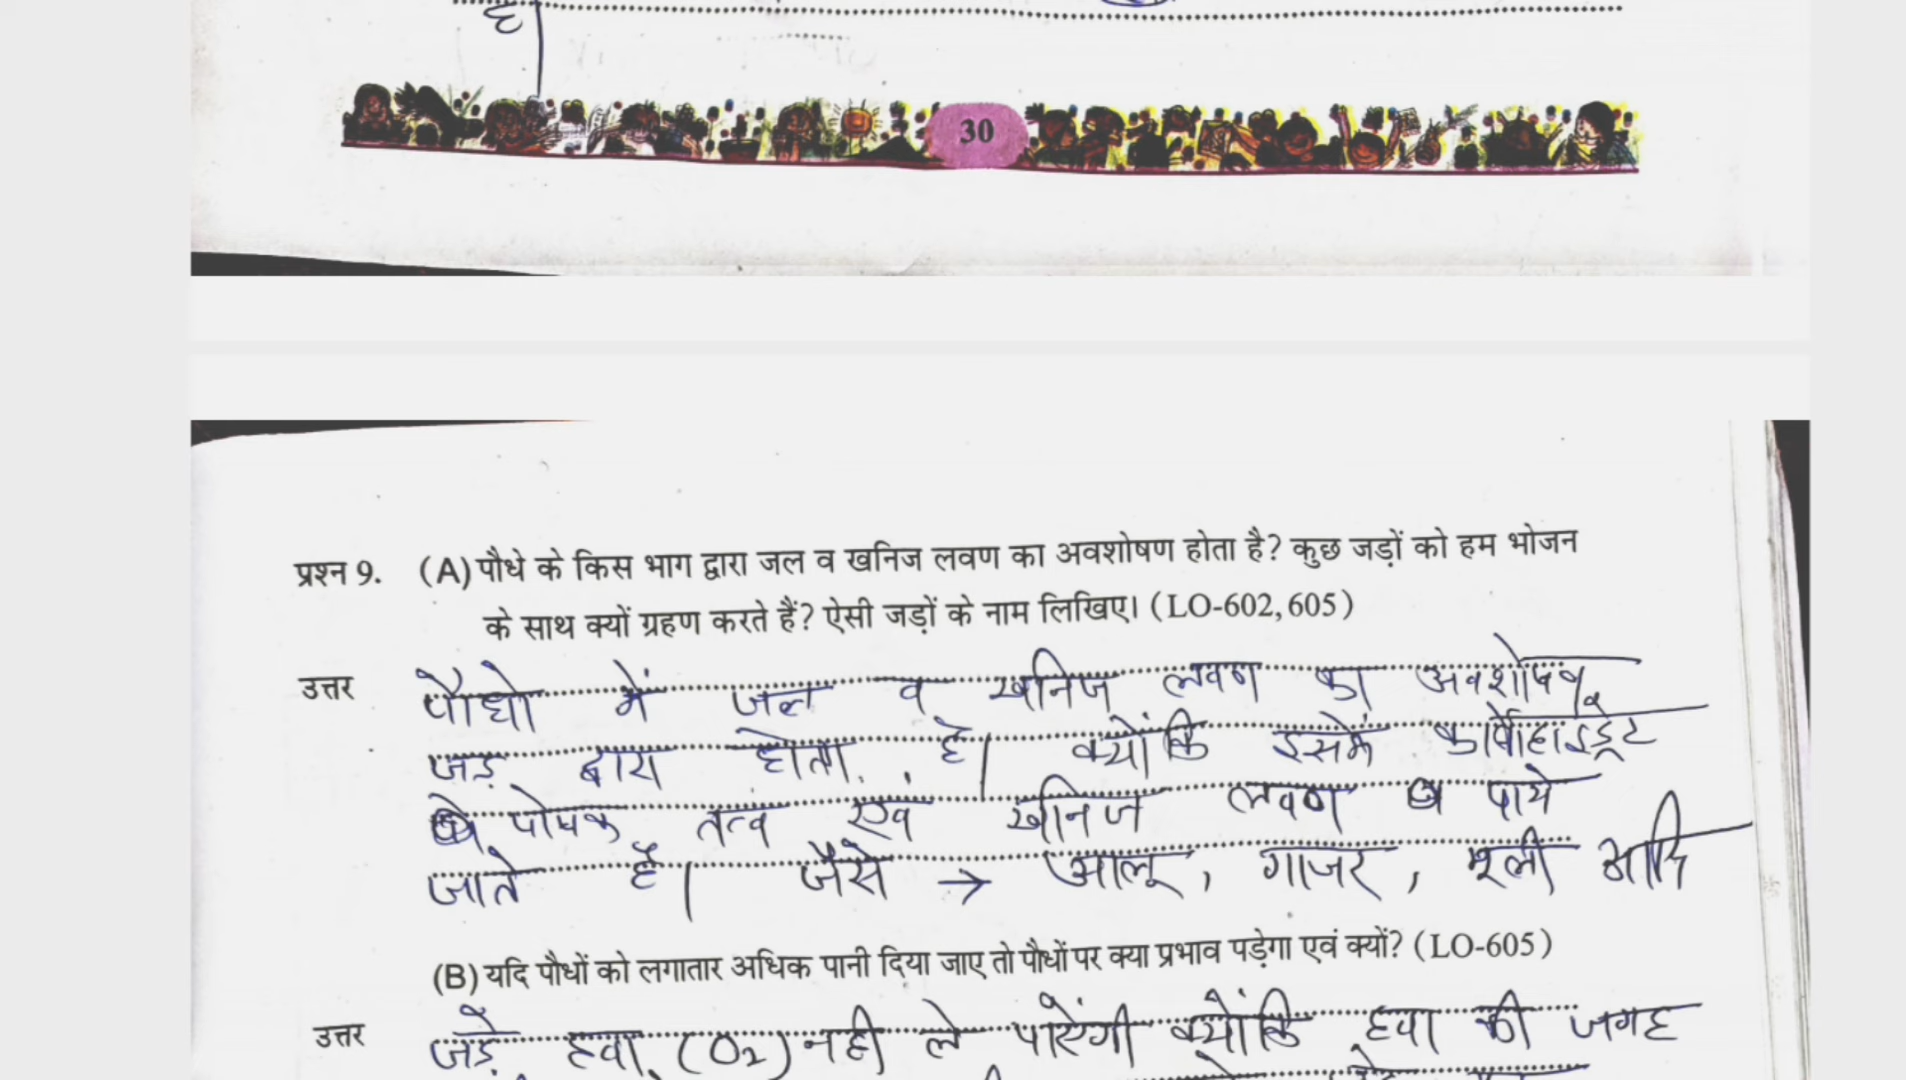 है
30
प्रश्न 9. (A) पौधे के किस भाग द्वारा जल व खनिज लवण का अवशोषण होता है? कुछ जड़ों को हम भोजन
के साथ क्यों ग्रहण करते हैं? ऐसी जड़ों के नाम लिखिए। (LO-602, 605)
उत्तर पौधो में जल व खनिज लवण का अवशोषण
जड़ द्वारा होता है। क्योंकि इसमें कार्बोहाइड्रेट
पोषक तत्व एवं खनिज लवण पाये
जाते है। जैसे → आलू, गाजर, मूली आदि
(B) यदि पौधों को लगातार अधिक पानी दिया जाए तो पौधों पर क्या प्रभाव पड़ेगा एवं क्यों? (LO-605)
उत्तर जड़े हवा (O2) नही ले पाऐंगी क्योंकि हवा की जगह